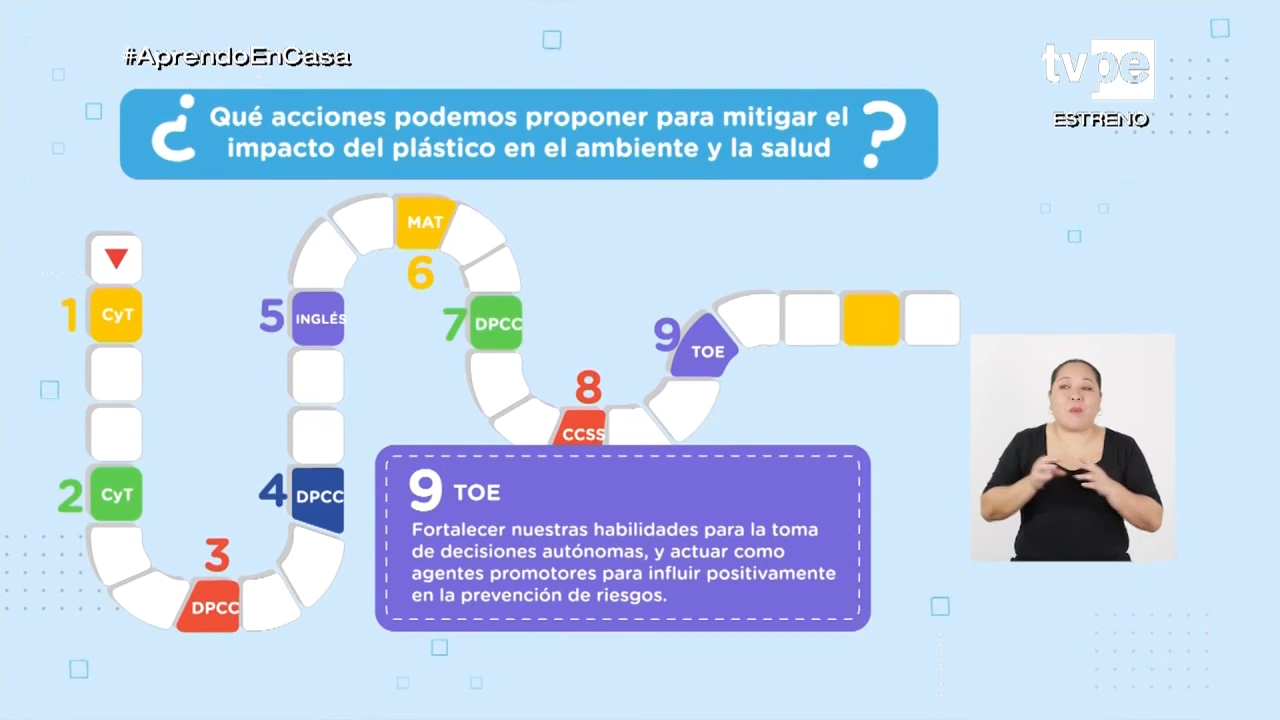 #AprendoEnCasa
tvpe
ESTRENO
¿Qué acciones podemos proponer para mitigar el
impacto del plástico en el ambiente y la salud?
1 CyT
2 CyT
3
DPCC
4 DPCC
5 INGLÉS
MAT
6
7 DPCC
8
CCSS
9 TOE
9 TOE
Fortalecer nuestras habilidades para la toma
de decisiones autónomas, y actuar como
agentes promotores para influir positivamente
en la prevención de riesgos.